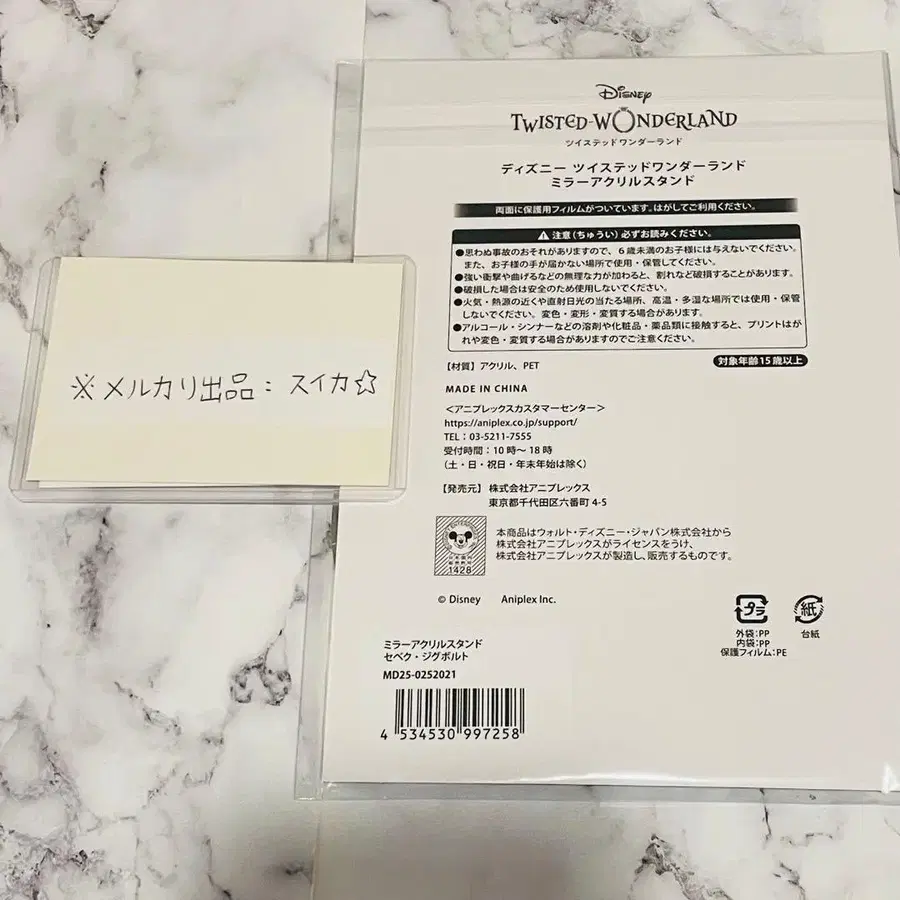 ※メルカリ出品：スイカ☆
Disney
TWISTED-WONDERLAND
ツイステッドワンダーランド
ディズニー ツイステッドワンダーランド
ミラーアクリルスタンド
両面に保護用フィルムがついています。はがしてご利用ください。
⚠注意（ちゅうい）必ずお読みください。
●思わぬ事故のおそれがありますので、6歳未満のお子様には与えないでください。
また、お子様の手が届かない場所で使用・保管してください。
●強い衝撃や曲げるなどの無理な力が加わると、割れなど破損することがあります。
●破損した場合は安全のため使用しないでください。
●火気・熱源の近くや直射日光の当たる場所、高温・多湿な場所では使用・保管
しないでください。変色・変形・変質する場合があります。
●アルコール・シンナーなどの溶剤や化粧品・薬品類に接触すると、プリントはが
れや変色・変質する場合がありますのでご注意ください。
【材質】アクリル、PET
対象年齢15歳以上
MADE IN CHINA
＜アニプレックスカスタマーセンター＞
https://aniplex.co.jp/support/
TEL：03-5211-7555
受付時間：10時～18時
（土・日・祝日・年末年始は除く）
【発売元】株式会社アニプレックス
東京都千代田区六番町4-5
1428
本商品はウォルト・ディズニー・ジャパン株式会社から
株式会社アニプレックスがライセンスをうけ、
株式会社アニプレックスが製造し、販売するものです。
© Disney Aniplex Inc.
プラ
外袋:PP
内袋:PP
保護フィルム:PE
紙
台紙
ミラーアクリルスタンド
セベク・ジグボルト
MD25-0252021
4 534530 997258